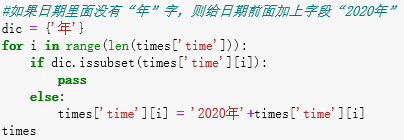 #如果日期里面没有“年”字，则给日期前面加上字段“2020年”
dic = {'年'}
for i in range(len(times['time'])):
    if dic.issubset(times['time'][i]):
        pass
    else:
        times['time'][i] = '2020年'+times['time'][i]
times